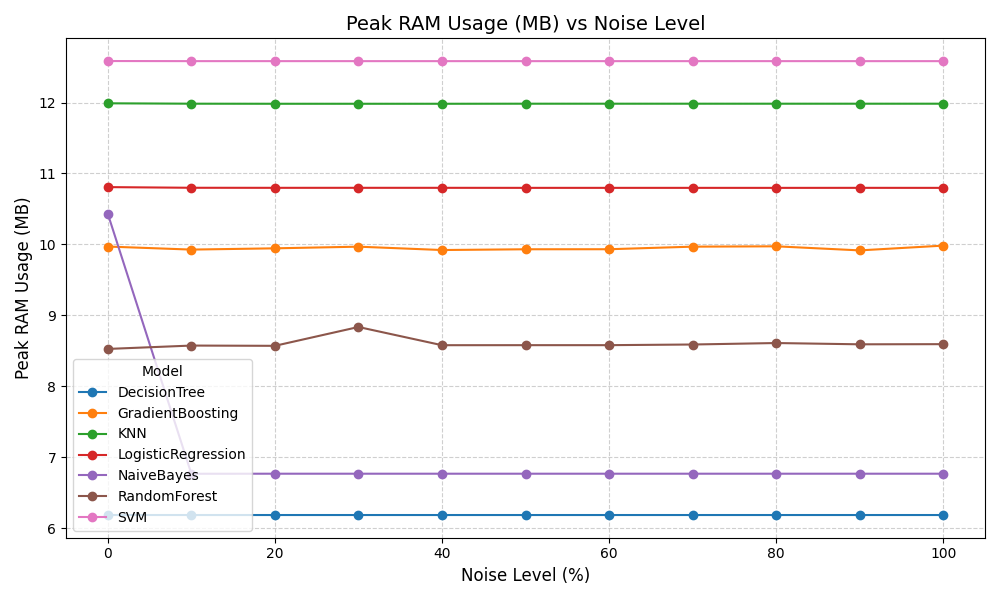 Peak RAM Usage (MB) vs Noise Level
Peak RAM Usage (MB)
12
11
10
9
8
7
6
Model
DecisionTree
GradientBoosting
KNN
LogisticRegression
NaiveBayes
RandomForest
SVM
0
20
40
60
80
100
Noise Level (%)